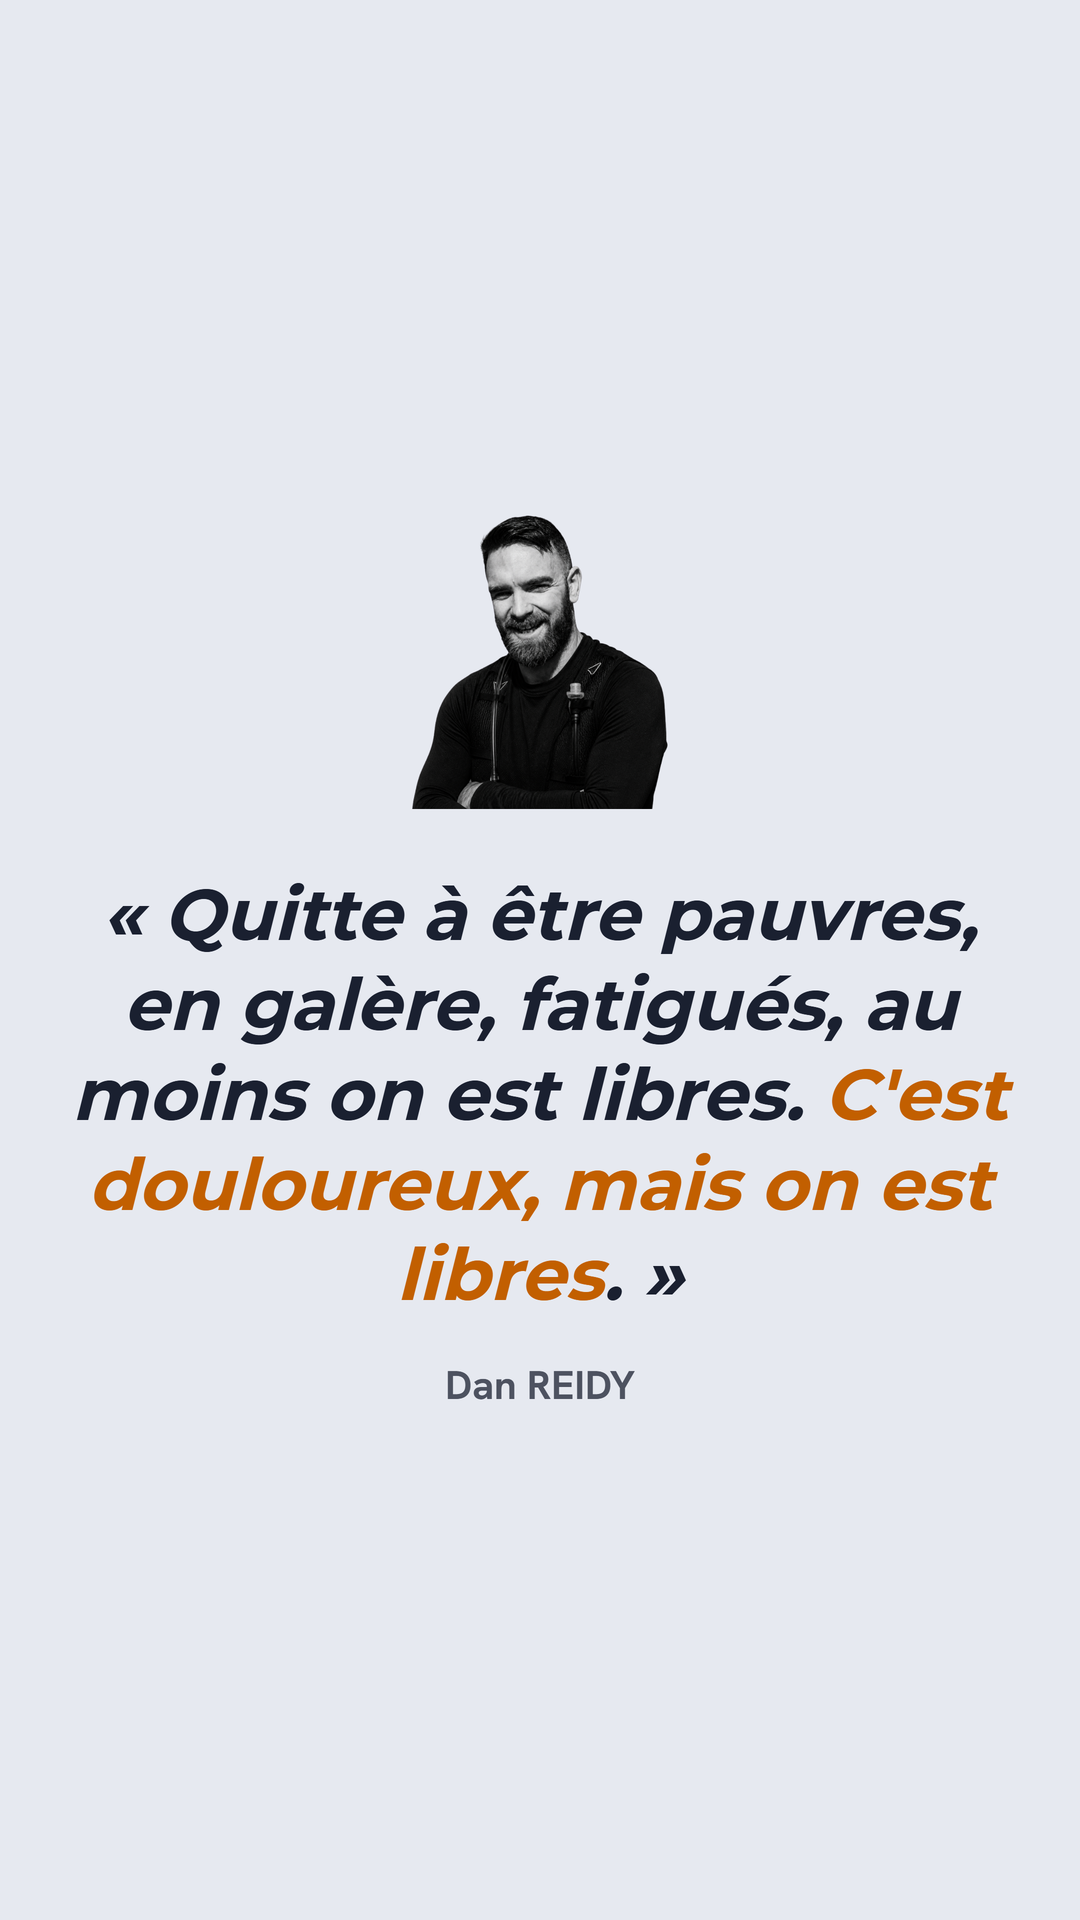 « Quitte à être pauvres,
en galère, fatigués, au
moins on est libres. C'est
douloureux, mais on est
libres. »
Dan REIDY